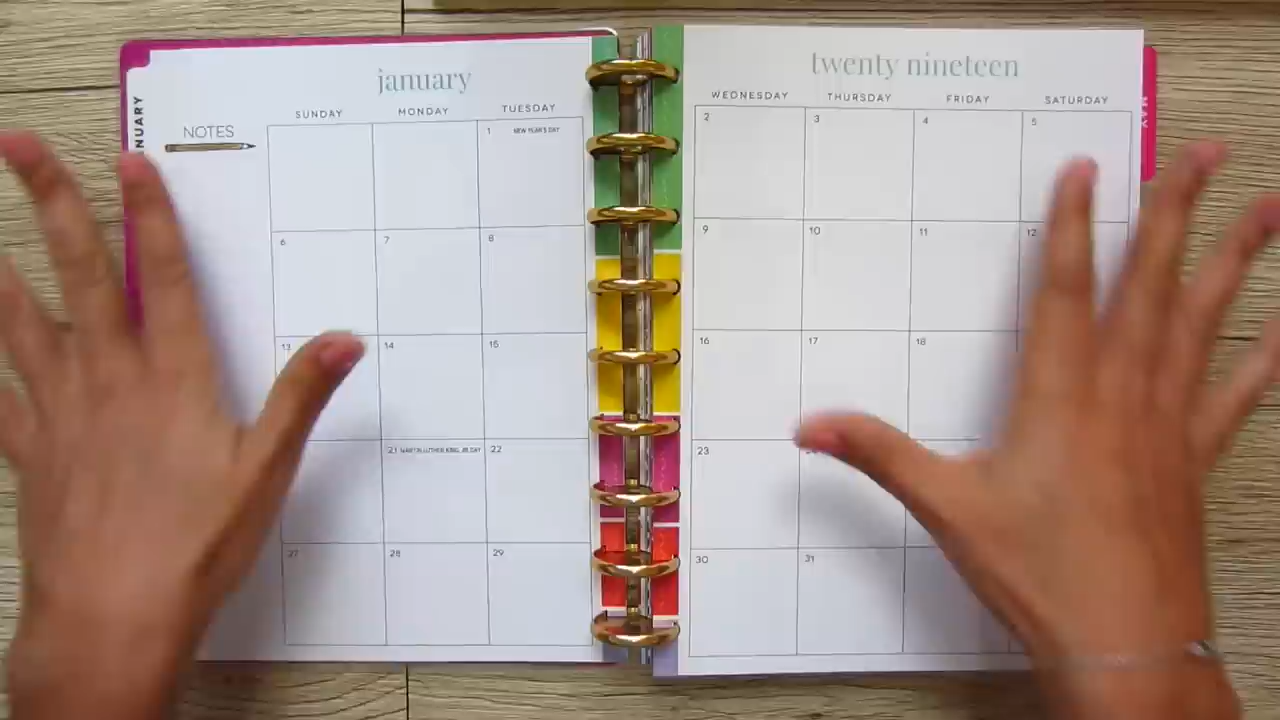 january
twenty nineteen
NUARY
NOTES
SUNDAY MONDAY TUESDAY WEDNESDAY THURSDAY FRIDAY SATURDAY
1 NEW YEAR'S DAY 2 3 4 5
6 7 8 9 10 11 12
13 14 15 16 17 18
21 MARTIN LUTHER KING, JR. DAY 22 23
27 28 29 30 31
MAY